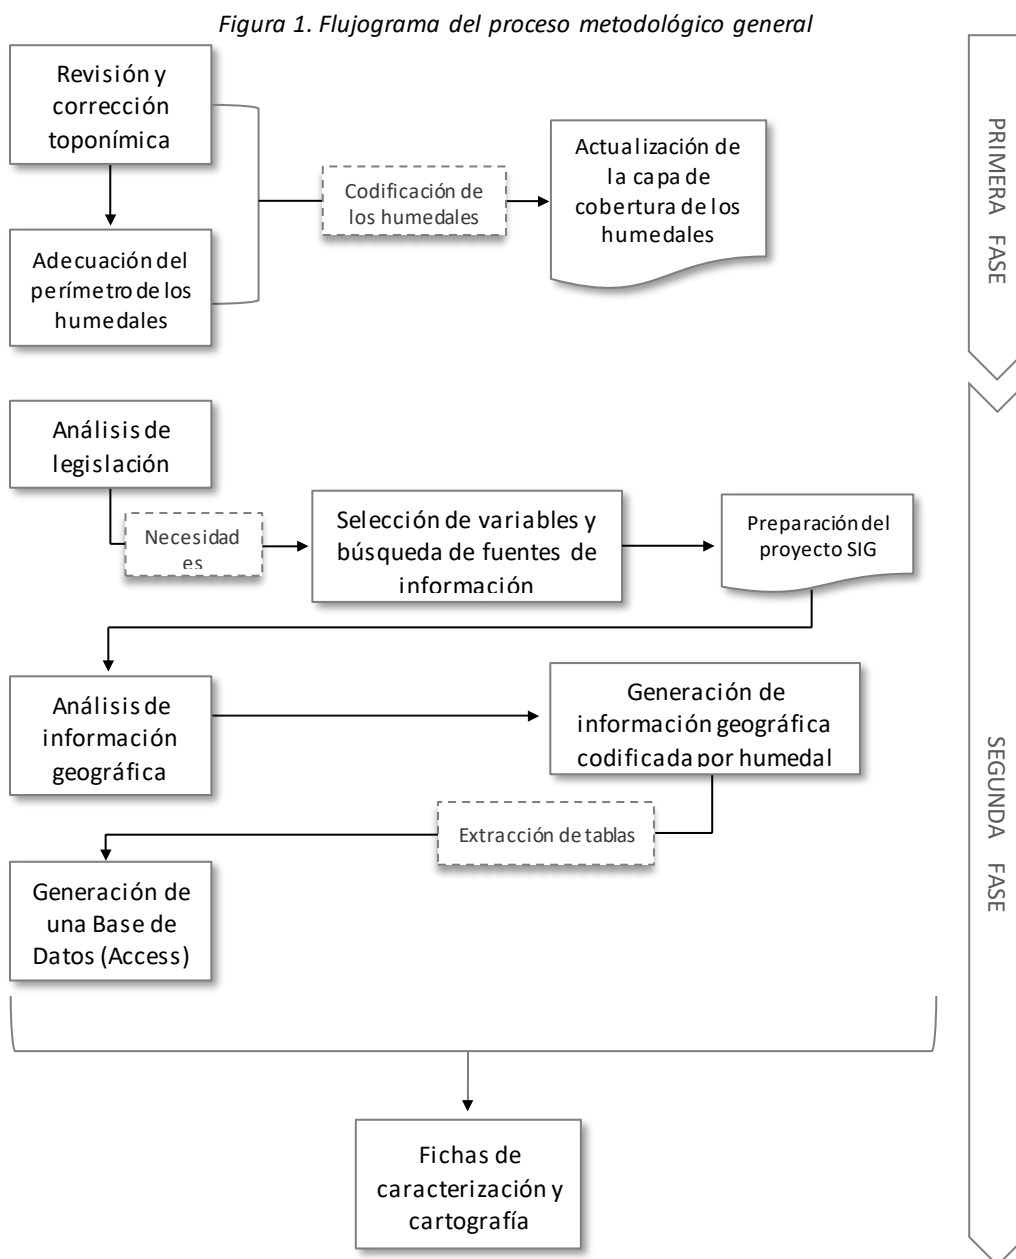 Figura 1. Flujograma del proceso metodológico general
Revisión y
corrección
toponímica
Adecuación del
perímetro de los
humedales
Codificación de
los humedales
Actualización de
la capa de
cobertura de los
humedales
PRIMERA FASE
Análisis de
legislación
Necesidad
es
Selección de variables y
búsqueda de fuentes de
información
Preparación del
proyecto SIG
Análisis de
información
geográfica
Generación de
información geográfica
codificada por humedal
Extracción de tablas
Generación de
una Base de
Datos (Access)
Fichas de
caracterización y
cartografía
SEGUNDA FASE